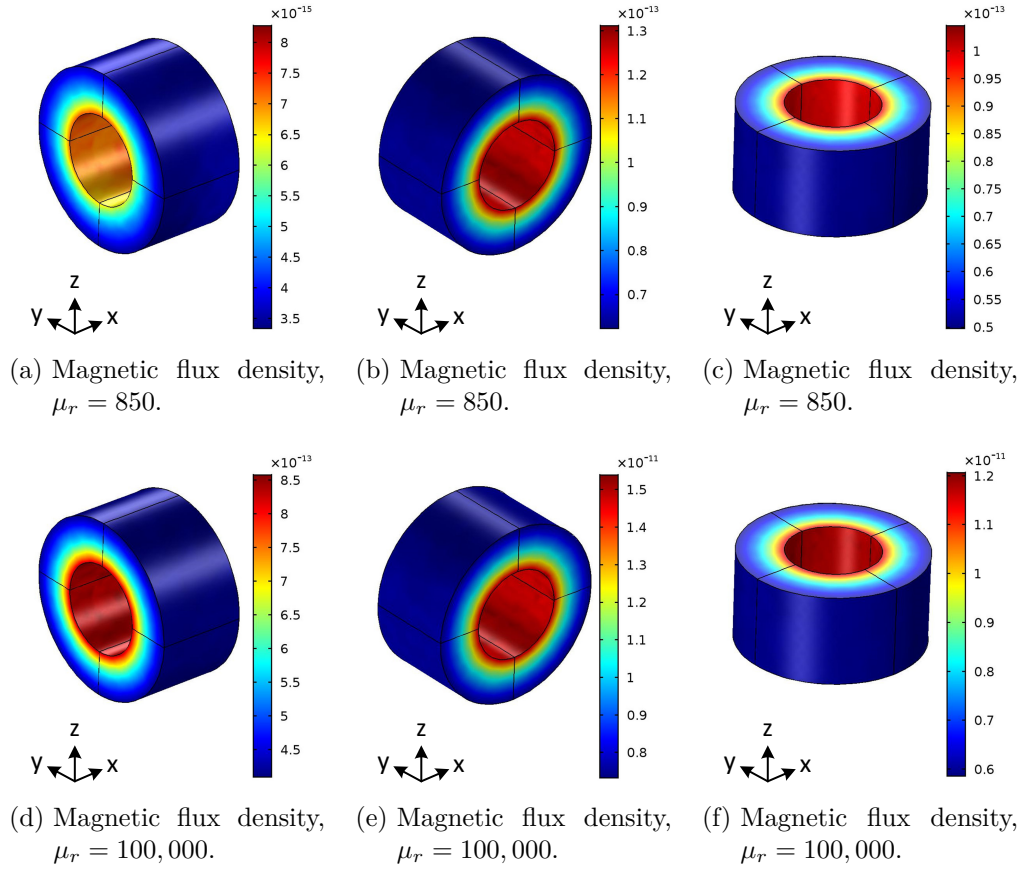 ×10⁻¹⁵
8
7.5
7
6.5
6
5.5
5
4.5
4
3.5
z
y
x
×10⁻¹³
1.3
1.2
1.1
1
0.9
0.8
0.7
z
y
x
×10⁻¹³
1
0.95
0.9
0.85
0.8
0.75
0.7
0.65
0.6
0.55
0.5
z
y
x
(a) Magnetic flux density,
μr = 850.
(b) Magnetic flux density,
μr = 850.
(c) Magnetic flux density,
μr = 850.
×10⁻¹³
8.5
8
7.5
7
6.5
6
5.5
5
4.5
z
y
x
×10⁻¹¹
1.5
1.4
1.3
1.2
1.1
1
0.9
0.8
z
y
x
×10⁻¹¹
1.2
1.1
1
0.9
0.8
0.7
0.6
z
y
x
(d) Magnetic flux density,
μr = 100, 000.
(e) Magnetic flux density,
μr = 100, 000.
(f) Magnetic flux density,
μr = 100, 000.